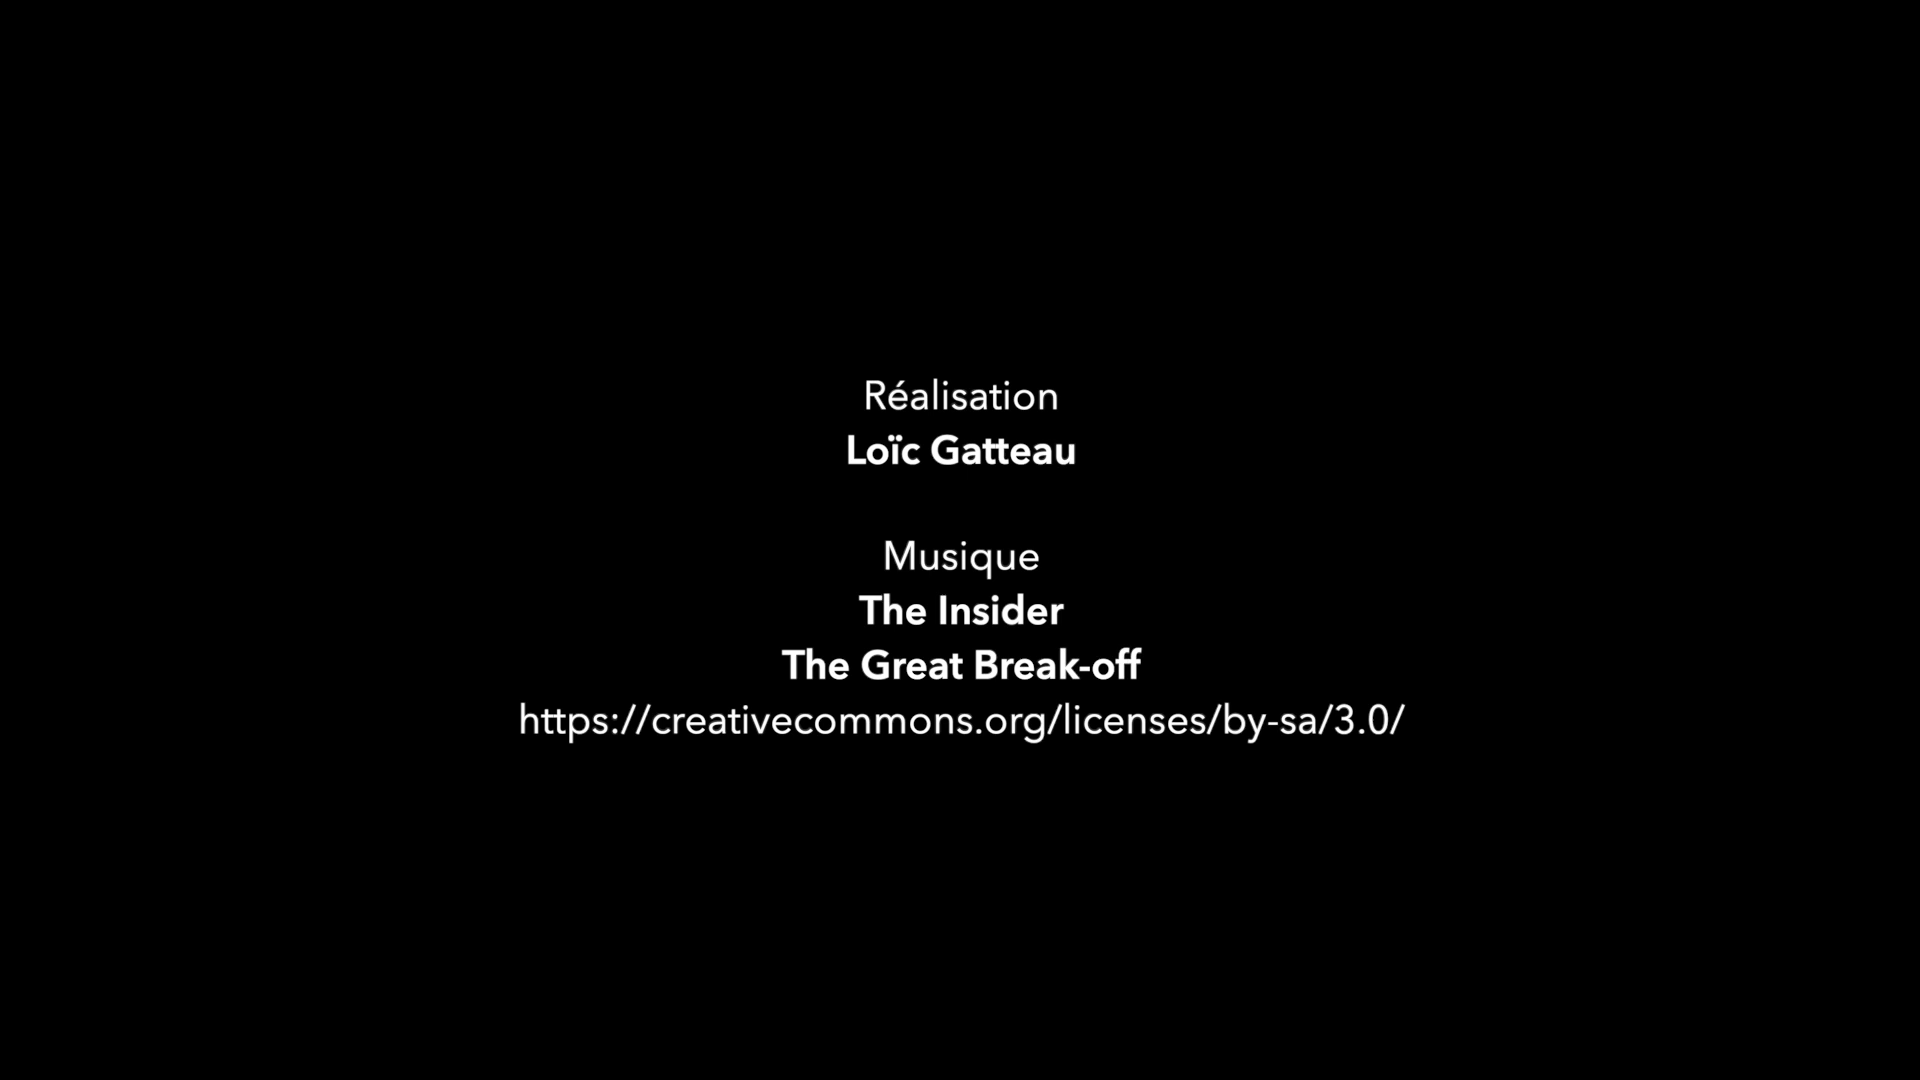 Réalisation
Loïc Gatteau
Musique
The Insider
The Great Break-off
https://creativecommons.org/licenses/by-sa/3.0/